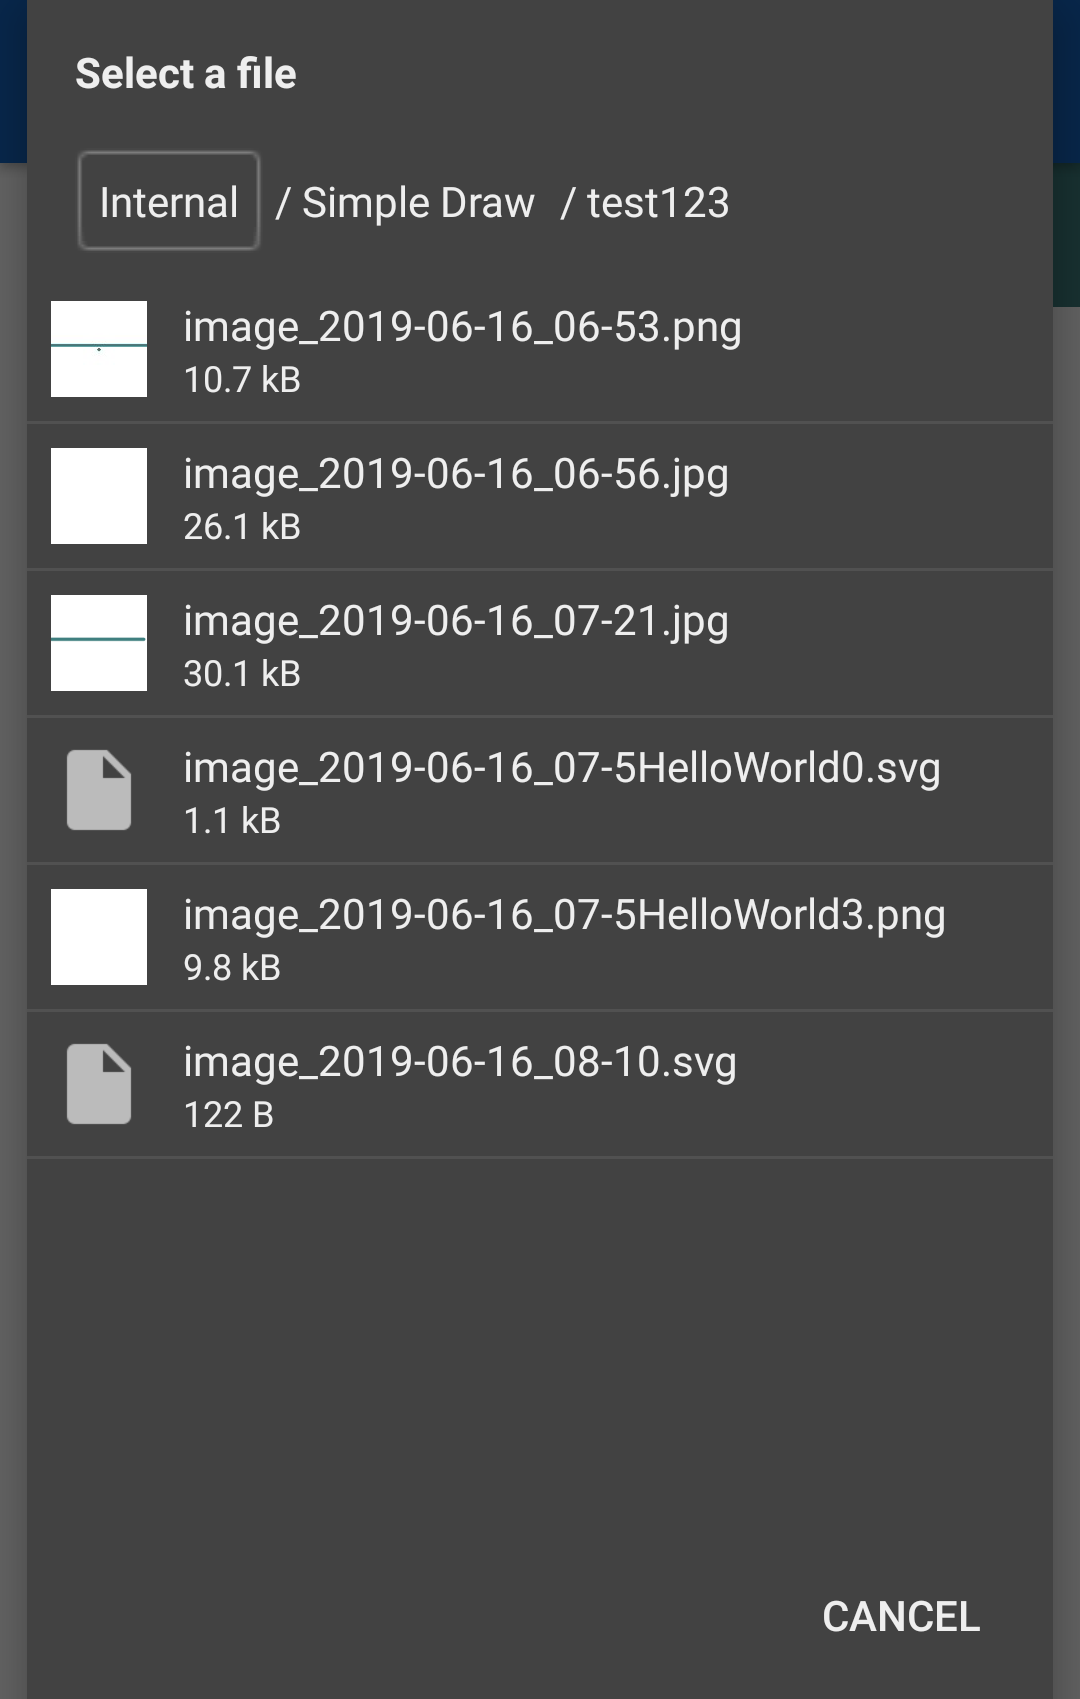 Select a file
Internal / Simple Draw / test123
image_2019-06-16_06-53.png
10.7 kB
image_2019-06-16_06-56.jpg
26.1 kB
image_2019-06-16_07-21.jpg
30.1 kB
image_2019-06-16_07-5HelloWorld0.svg
1.1 kB
image_2019-06-16_07-5HelloWorld3.png
9.8 kB
image_2019-06-16_08-10.svg
122 B
CANCEL